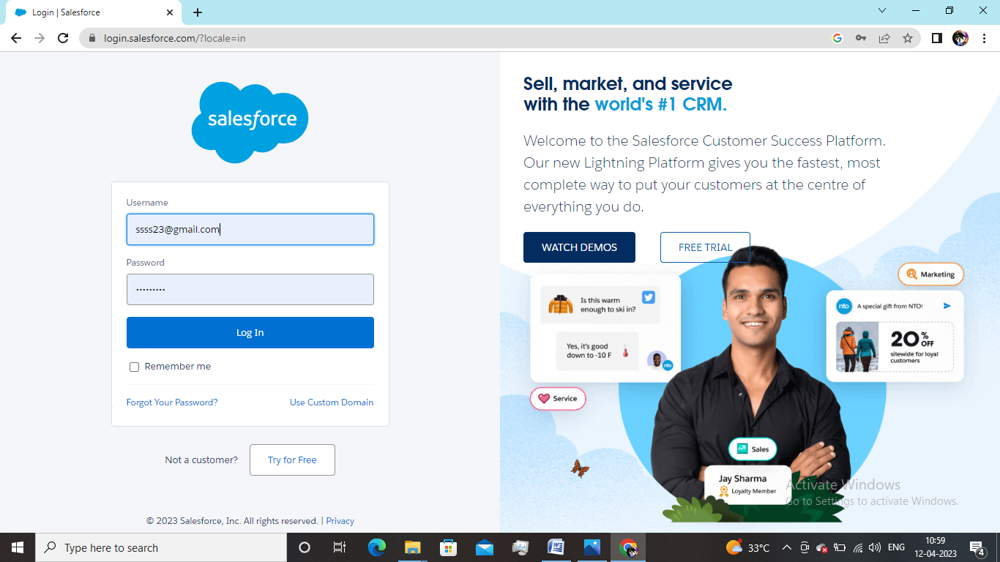 Login | Salesforce
login.salesforce.com/?locale=in
salesforce
Username
ssss23@gmail.com
Password
•••••••••
Log In
Remember me
Forgot Your Password?
Use Custom Domain
Not a customer?
Try for Free
© 2023 Salesforce, Inc. All rights reserved. | Privacy
Sell, market, and service
with the world's #1 CRM.
Welcome to the Salesforce Customer Success Platform.
Our new Lightning Platform gives you the fastest, most
complete way to put your customers at the centre of
everything you do.
WATCH DEMOS
FREE TRIAL
Is this warm
enough to ski in?
Yes, it's good
down to -10 F
nto
Service
Marketing
nto
A special gift from NTO!
20% OFF
sitewide for loyal
customers
Sales
Jay Sharma
Loyalty Member
Activate Windows
Go to Settings to activate Windows.
Type here to search
33°C
ENG
10:59
12-04-2023
4